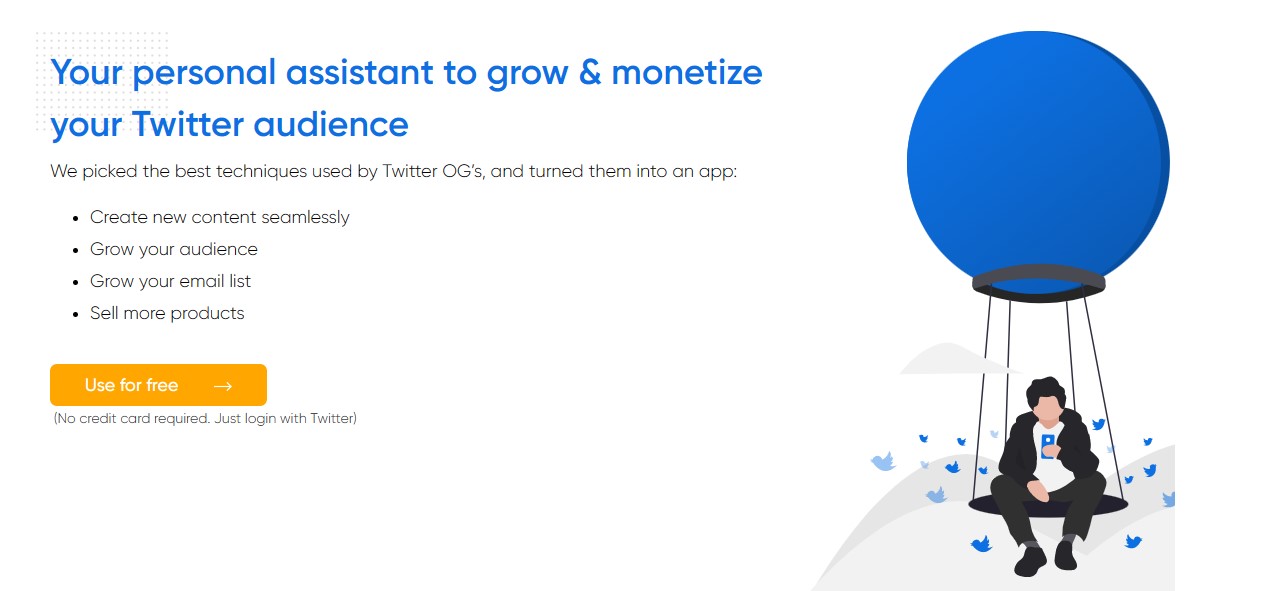 Your personal assistant to grow & monetize
your Twitter audience
We picked the best techniques used by Twitter OG’s, and turned them into an app:
• Create new content seamlessly
• Grow your audience
• Grow your email list
• Sell more products
Use for free →
(No credit card required. Just login with Twitter)